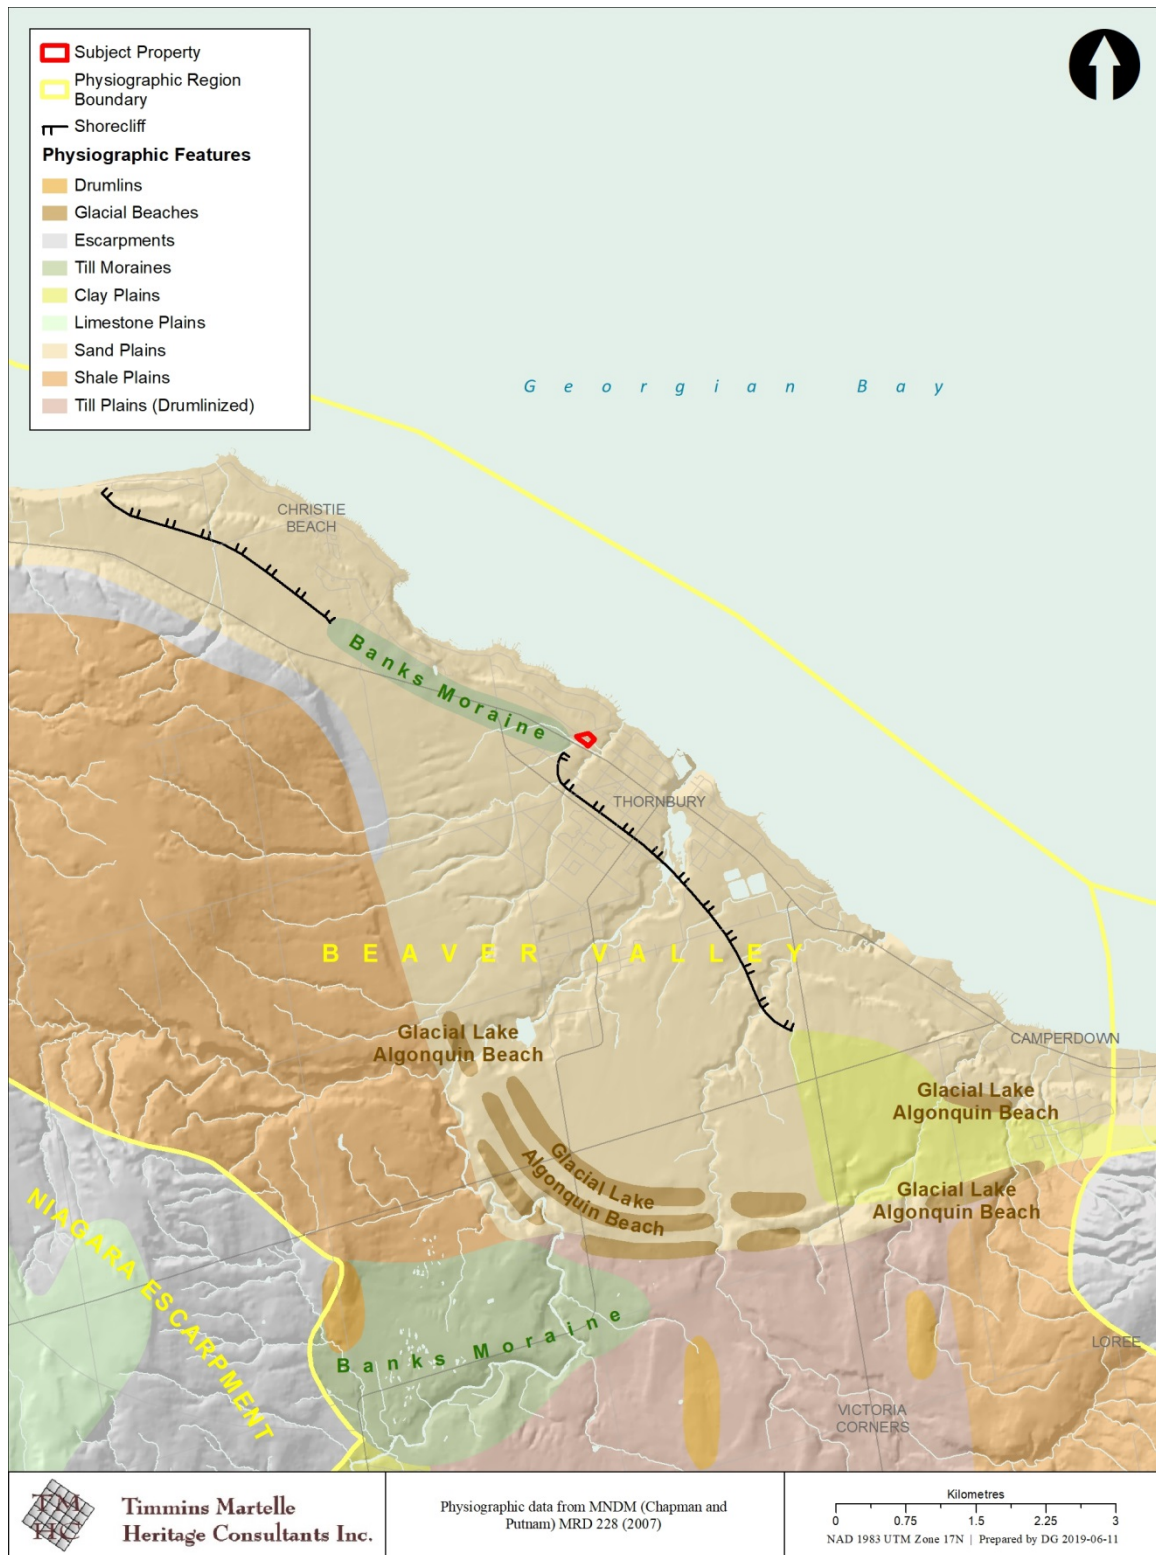 Subject Property
Physiographic Region
Boundary
Shorecliff
Physiographic Features
Drumlins
Glacial Beaches
Escarpments
Till Moraines
Clay Plains
Limestone Plains
Sand Plains
Shale Plains
Till Plains (Drumlinized)
Georgian Bay
CHRISTIE
BEACH
Banks Moraine
THORNBURY
BEAVER VALLEY
Glacial Lake
Algonquin Beach
CAMPERDOWN
Glacial Lake
Algonquin Beach
Glacial Lake
Algonquin Beach
Glacial Lake
Algonquin Beach
NIAGARA ESCARPMENT
Banks Moraine
LOREE
VICTORIA
CORNERS
TM
HC
Timmins Martelle
Heritage Consultants Inc.
Physiographic data from MNDM (Chapman and
Putnam) MRD 228 (2007)
Kilometres
0 0.75 1.5 2.25 3
NAD 1983 UTM Zone 17N | Prepared by DG 2019-06-11